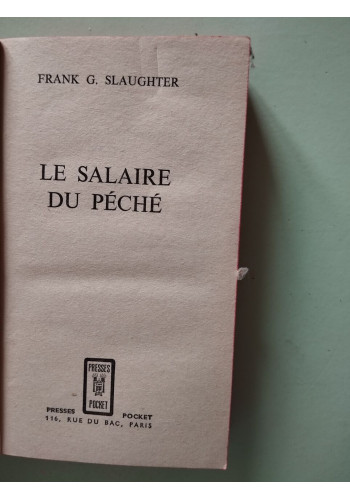 FRANK G. SLAUGHTER
LE SALAIRE
DU PÉCHÉ
PRESSES
POCKET
PRESSES POCKET
116, RUE DU BAC, PARIS